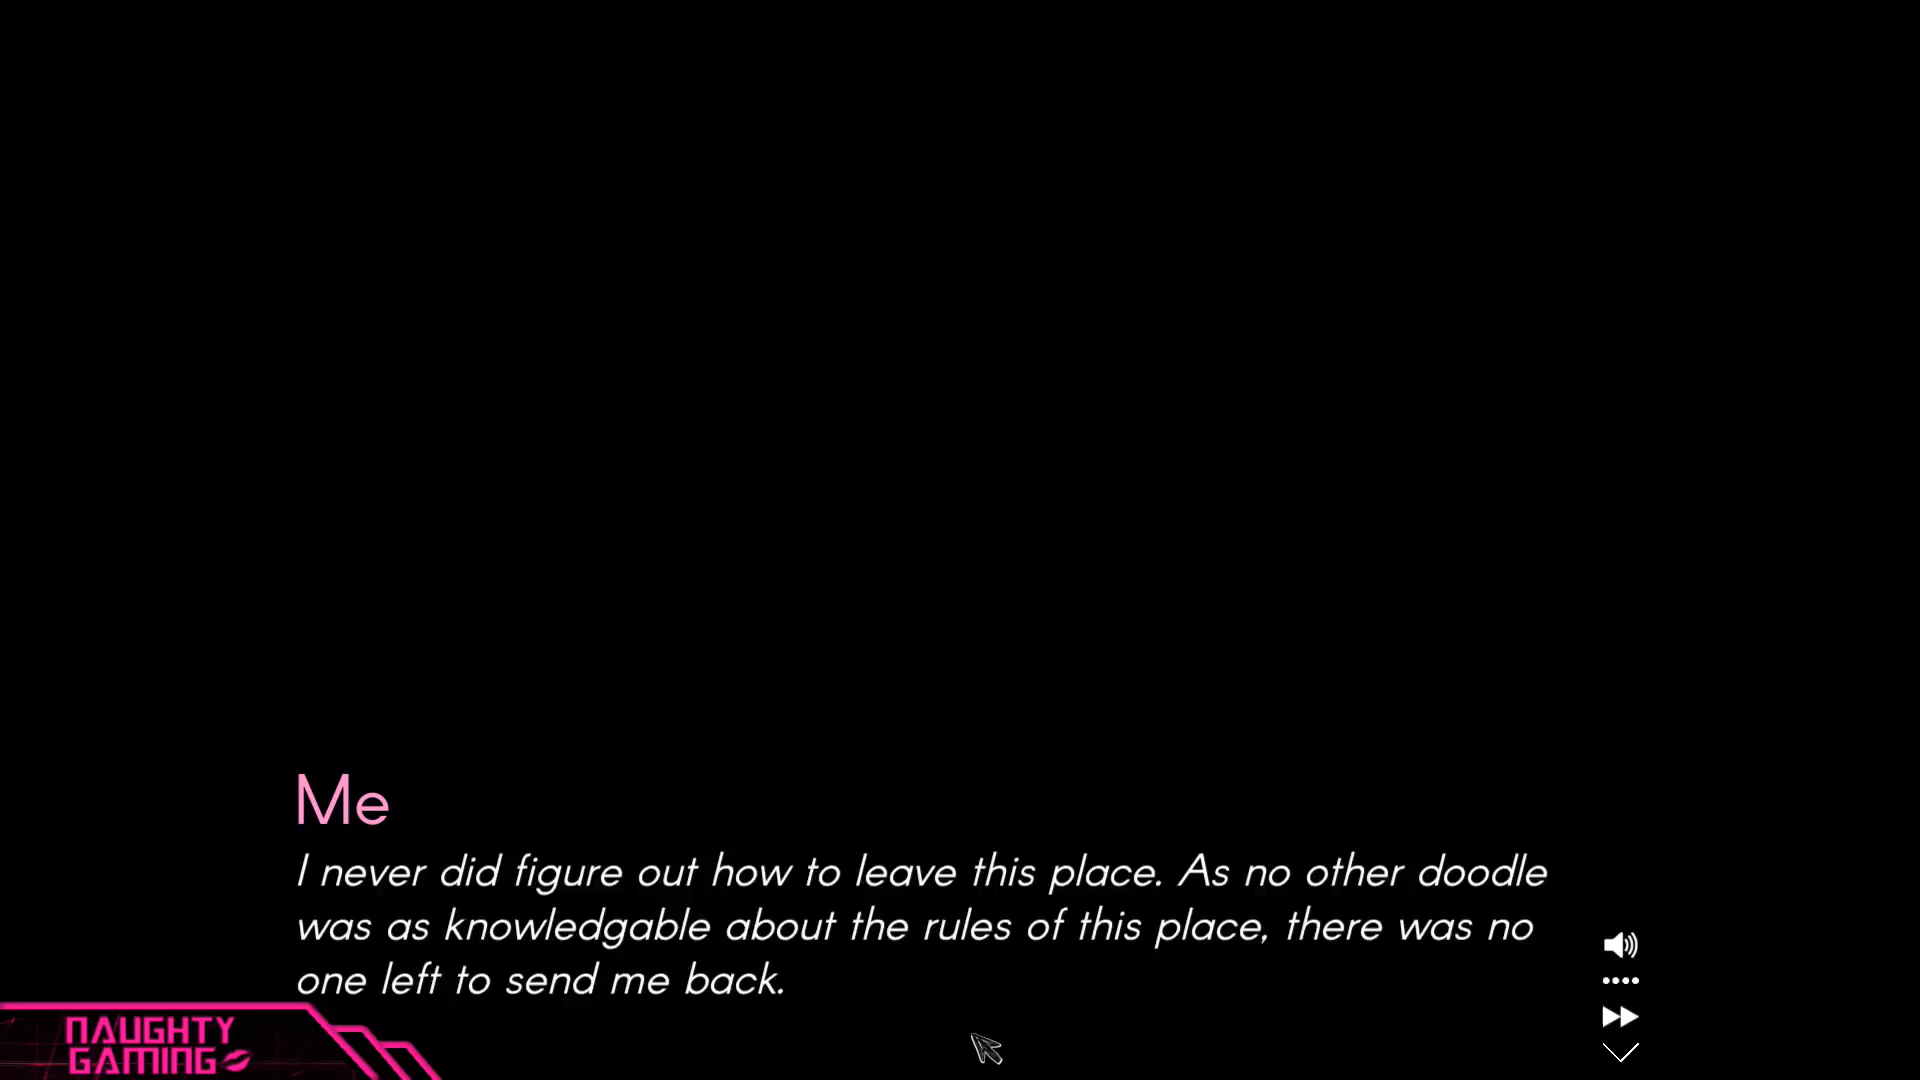 Me
I never did figure out how to leave this place. As no other doodle
was as knowledgable about the rules of this place, there was no
one left to send me back.
NAUGHTY
GAMING